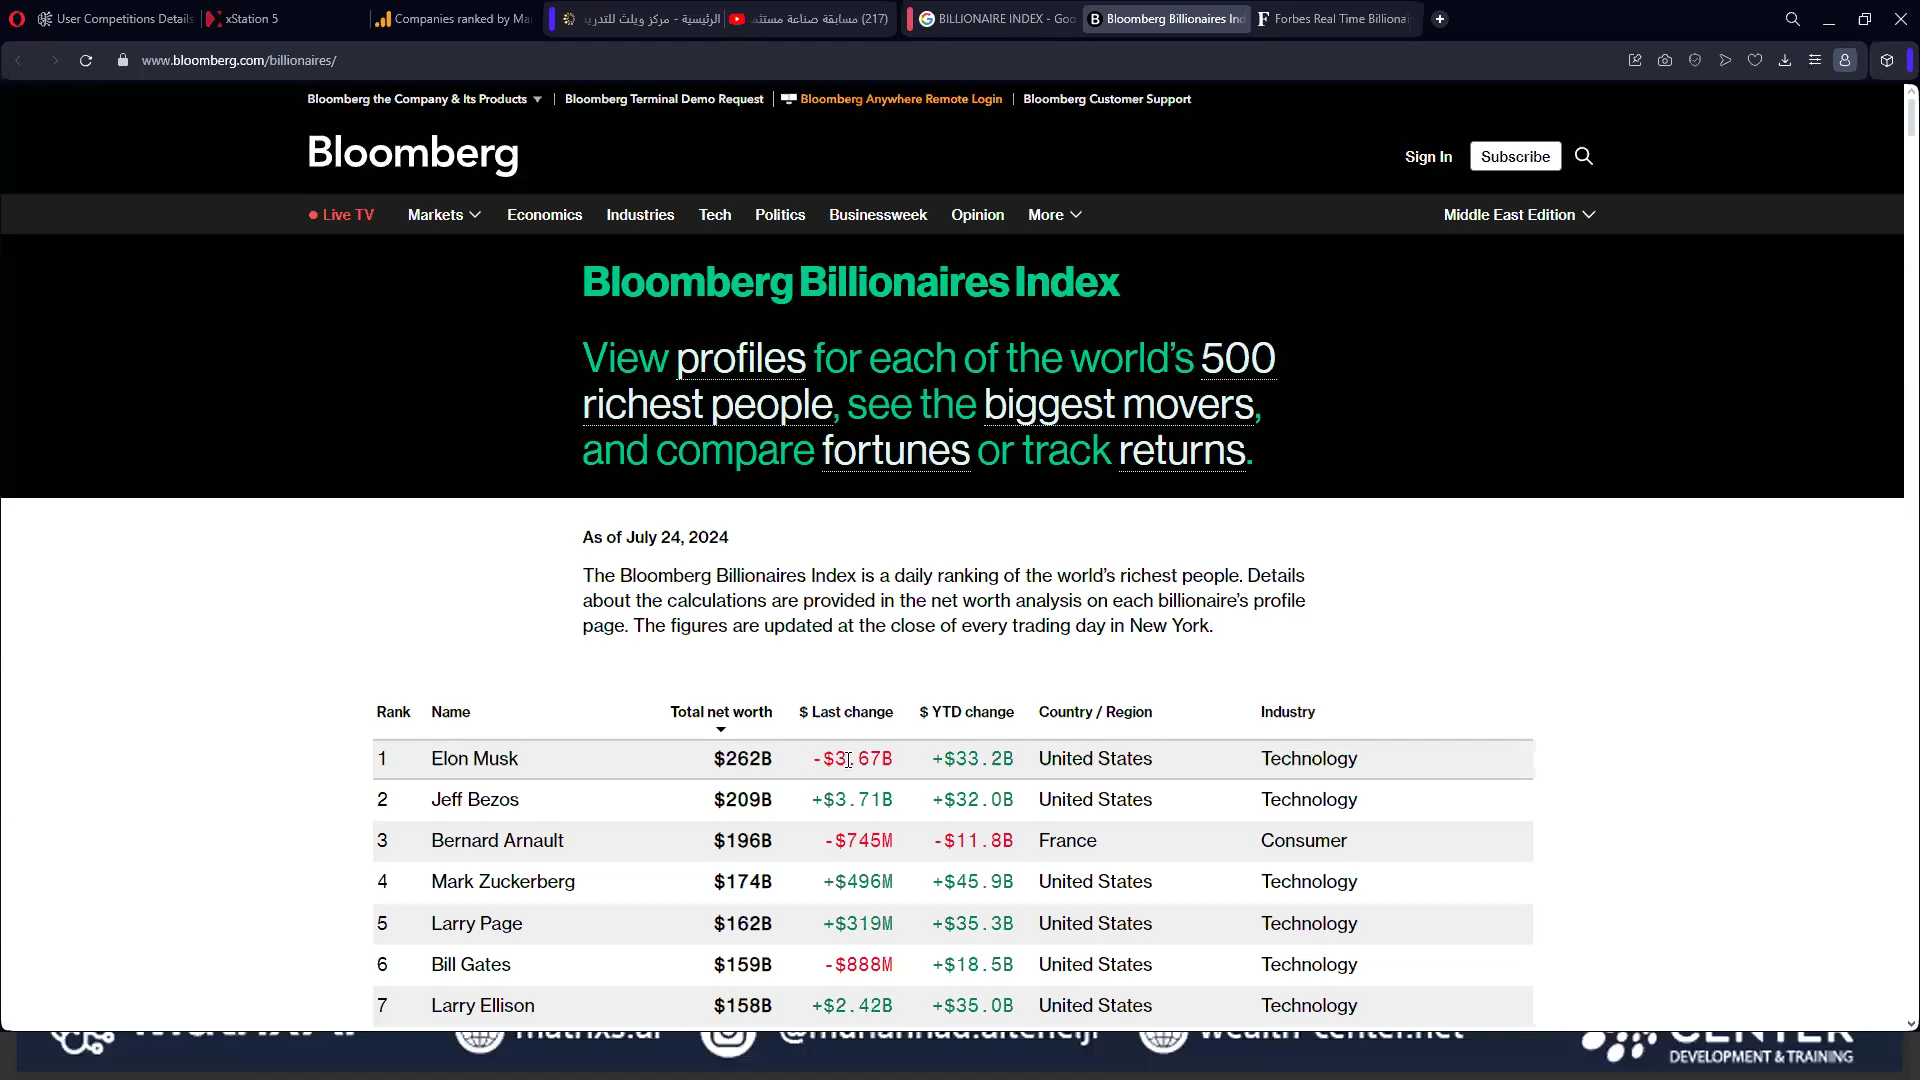 User Competitions Details
xStation 5
Companies ranked by Ma
الرئيسية - مركز ويلث للتدري
(217) مسابقة صناعة مستثم
BILLIONAIRE INDEX - Goo
Bloomberg Billionaires Ind
Forbes Real Time Billionai
www.bloomberg.com/billionaires/
Bloomberg the Company & Its Products
Bloomberg Terminal Demo Request
Bloomberg Anywhere Remote Login
Bloomberg Customer Support
Bloomberg
Sign In
Subscribe
Live TV
Markets
Economics
Industries
Tech
Politics
Businessweek
Opinion
More
Middle East Edition
Bloomberg Billionaires Index
View profiles for each of the world's 500
richest people, see the biggest movers,
and compare fortunes or track returns.
As of July 24, 2024
The Bloomberg Billionaires Index is a daily ranking of the world's richest people. Details
about the calculations are provided in the net worth analysis on each billionaire's profile
page. The figures are updated at the close of every trading day in New York.
Rank Name Total net worth $ Last change $ YTD change Country / Region Industry
1 Elon Musk $262B -$3.67B +$33.2B United States Technology
2 Jeff Bezos $209B +$3.71B +$32.0B United States Technology
3 Bernard Arnault $196B -$745M -$11.8B France Consumer
4 Mark Zuckerberg $174B +$496M +$45.9B United States Technology
5 Larry Page $162B +$319M +$35.3B United States Technology
6 Bill Gates $159B -$888M +$18.5B United States Technology
7 Larry Ellison $158B +$2.42B +$35.0B United States Technology
CENTER
DEVELOPMENT & TRAINING